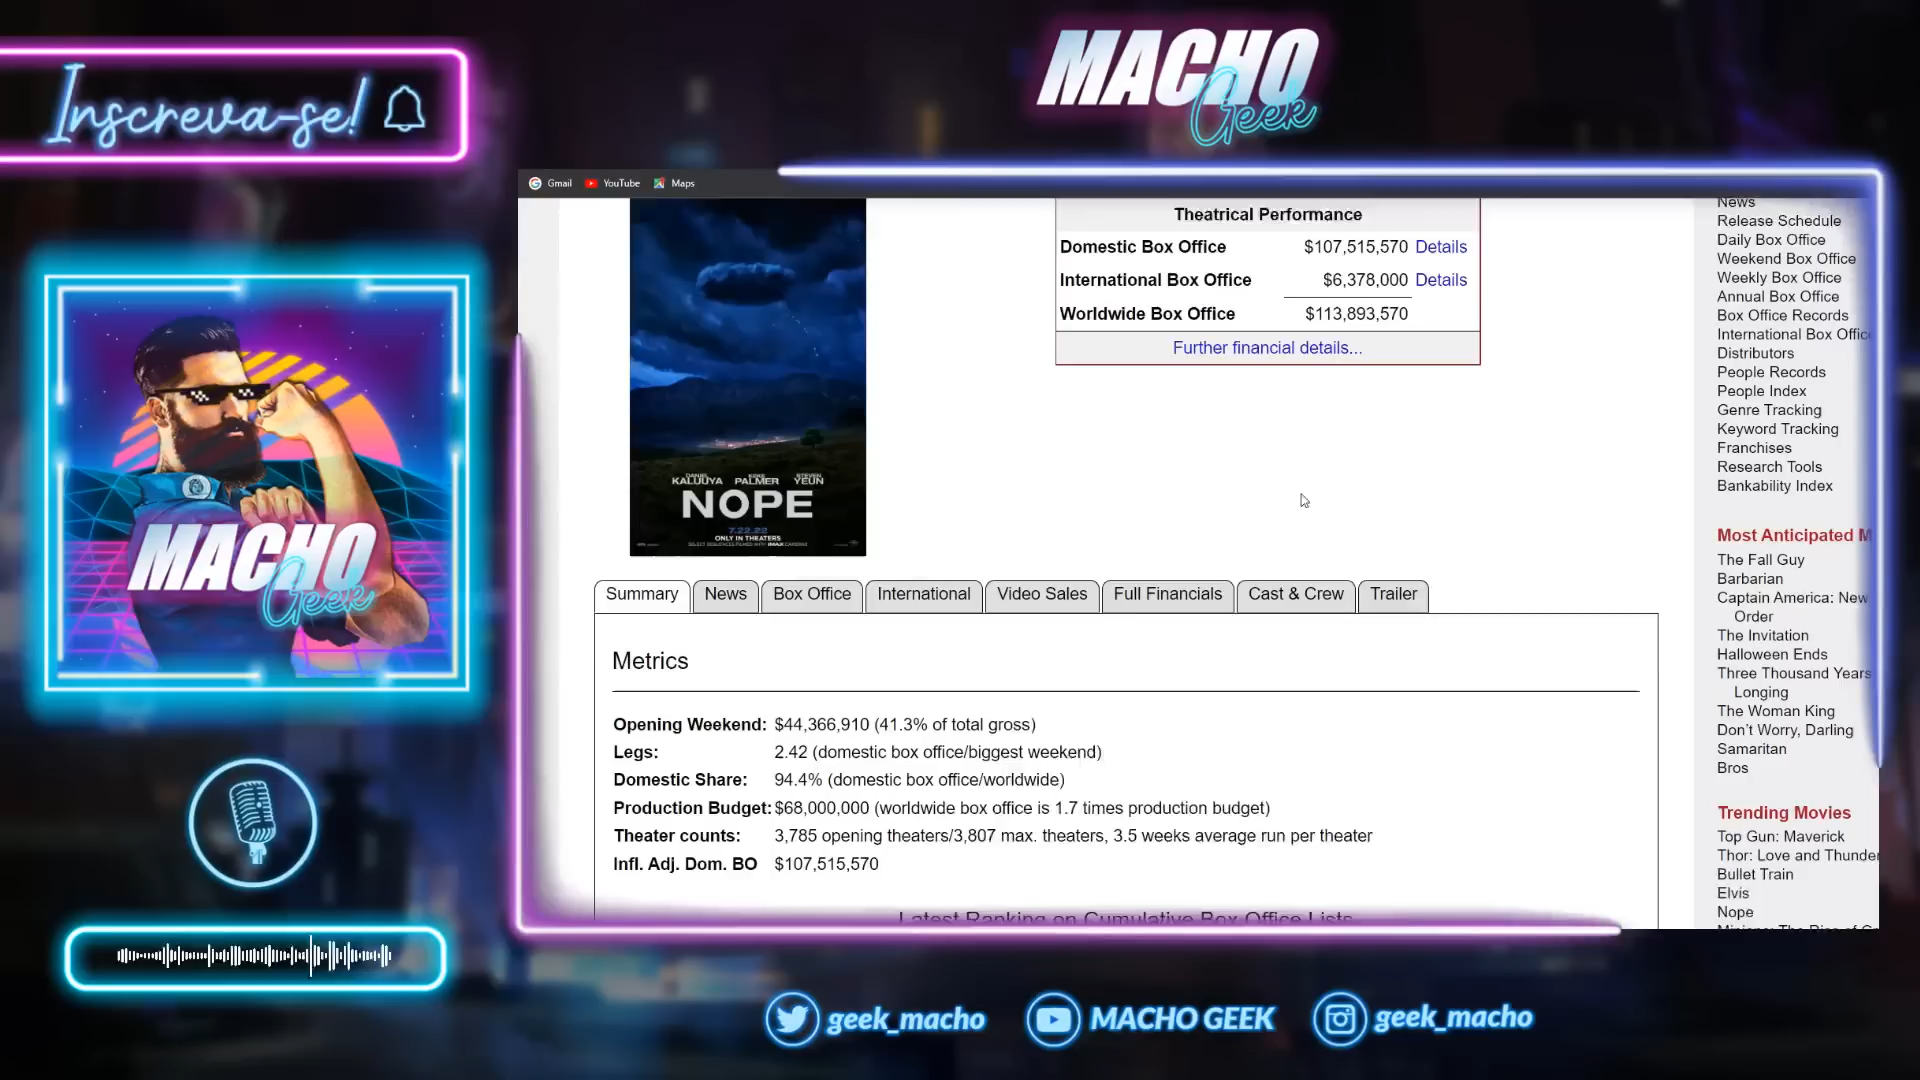 Inscreva-se!
MACHO
Geek
Gmail
YouTube
Maps
Theatrical Performance
Domestic Box Office $107,515,570 Details
International Box Office $6,378,000 Details
Worldwide Box Office $113,893,570
Further financial details...
DANIEL KALUUYA KEKE PALMER STEVEN YEUN
NOPE
7.22.22
ONLY IN THEATERS
Summary
News
Box Office
International
Video Sales
Full Financials
Cast & Crew
Trailer
Metrics
Opening Weekend: $44,366,910 (41.3% of total gross)
Legs: 2.42 (domestic box office/biggest weekend)
Domestic Share: 94.4% (domestic box office/worldwide)
Production Budget: $68,000,000 (worldwide box office is 1.7 times production budget)
Theater counts: 3,785 opening theaters/3,807 max. theaters, 3.5 weeks average run per theater
Infl. Adj. Dom. BO $107,515,570
Latest Ranking on Cumulative Box Office Lists
News
Release Schedule
Daily Box Office
Weekend Box Office
Weekly Box Office
Annual Box Office
Box Office Records
International Box Offic
Distributors
People Records
People Index
Genre Tracking
Keyword Tracking
Franchises
Research Tools
Bankability Index
Most Anticipated M
The Fall Guy
Barbarian
Captain America: New
Order
The Invitation
Halloween Ends
Three Thousand Years
Longing
The Woman King
Don't Worry, Darling
Samaritan
Bros
Trending Movies
Top Gun: Maverick
Thor: Love and Thunder
Bullet Train
Elvis
Nope
MACHO
Geek
geek_macho
MACHO GEEK
geek_macho